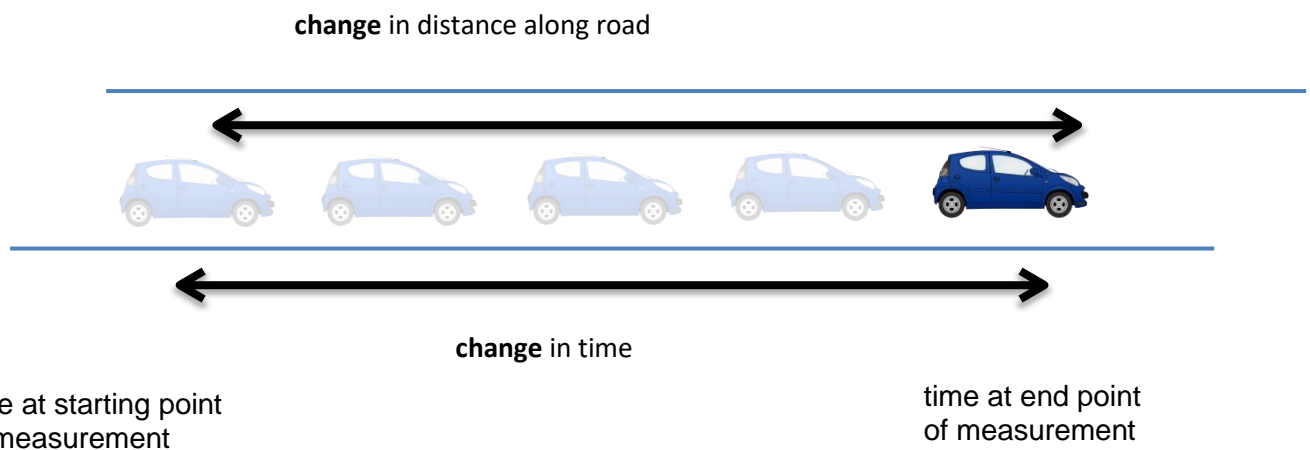 change in distance along road
change in time
e at starting point
measurement
time at end point
of measurement